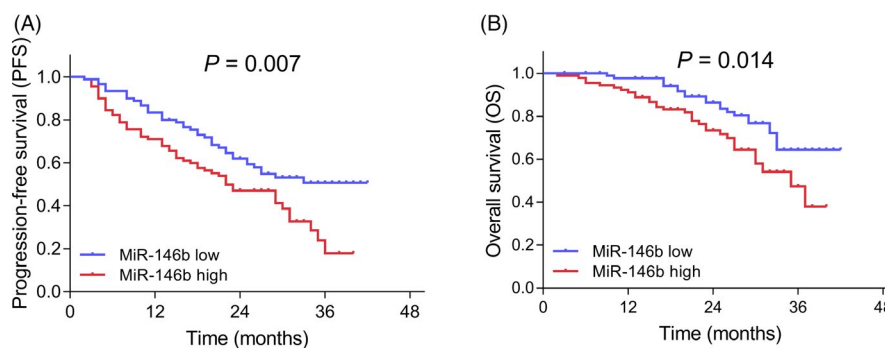 (A)
P = 0.007
Progression-free survival (PFS)
1.0
0.8
0.6
0.4
0.2
0.0
MiR-146b low
MiR-146b high
0 12 24 36 48
Time (months)
(B)
P = 0.014
Overall survival (OS)
1.0
0.8
0.6
0.4
0.2
0.0
MiR-146b low
MiR-146b high
0 12 24 36 48
Time (months)